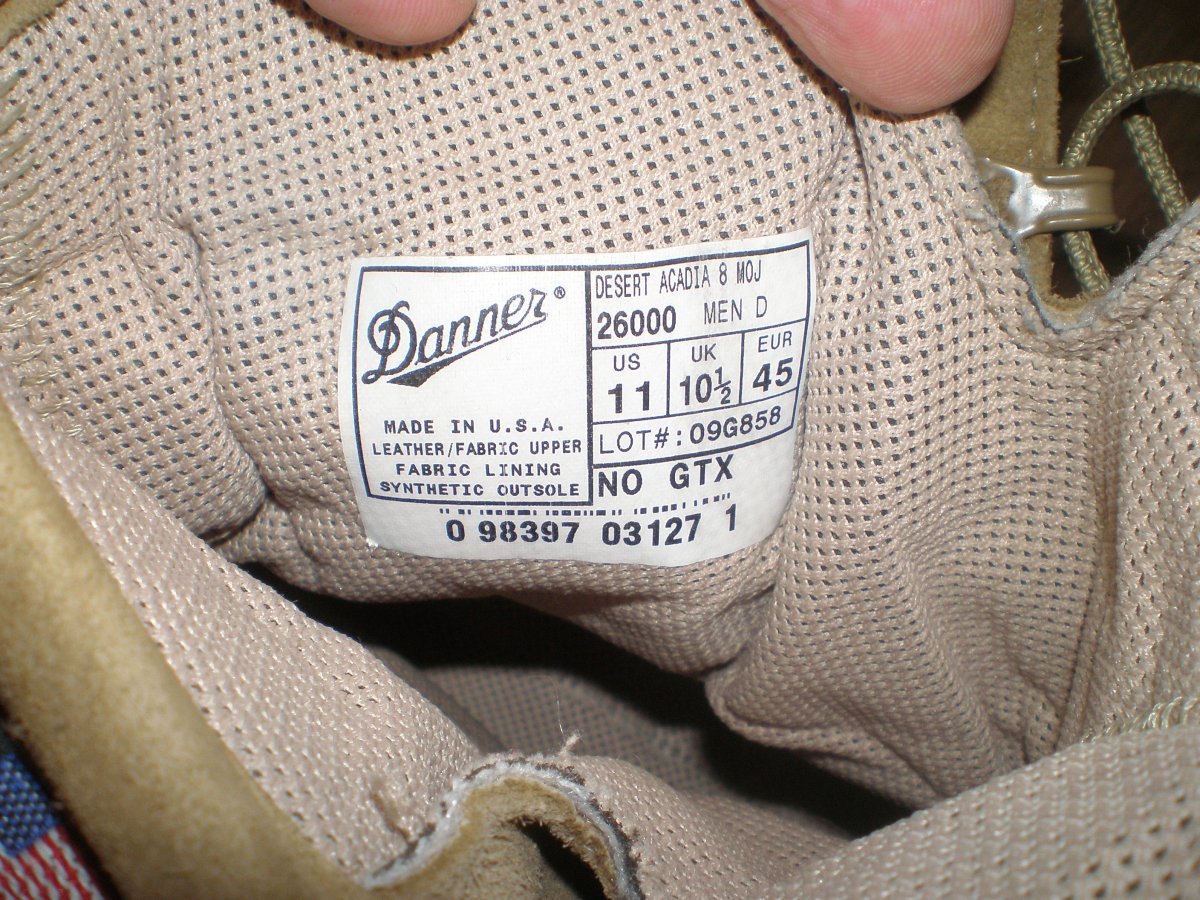 Danner®
MADE IN U.S.A.
LEATHER/FABRIC UPPER
FABRIC LINING
SYNTHETIC OUTSOLE
DESERT ACADIA 8 MOJ
26000 MEN D
US UK EUR
11 10½ 45
LOT#: 09G858
NO GTX
0 98397 03127 1